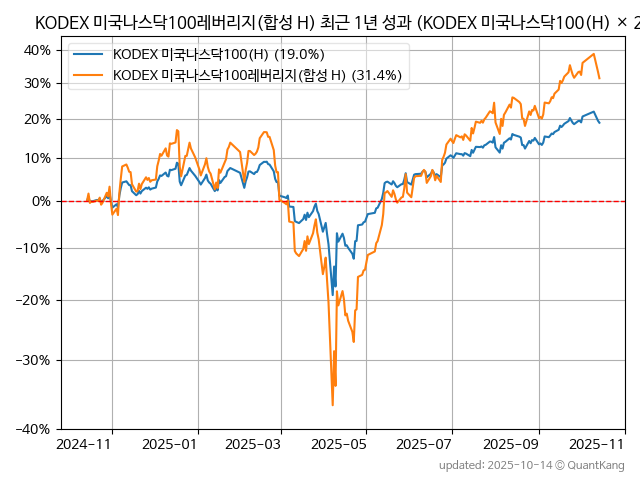 KODEX 미국나스닥100레버리지(합성 H) 최근 1년 성과 (KODEX 미국나스닥100(H) × 2
KODEX 미국나스닥100(H) (19.0%)
KODEX 미국나스닥100레버리지(합성 H) (31.4%)
40%
30%
20%
10%
0%
−10%
−20%
−30%
−40%
2024-11 2025-01 2025-03 2025-05 2025-07 2025-09 2025-11
updated: 2025-10-14 © QuantKang